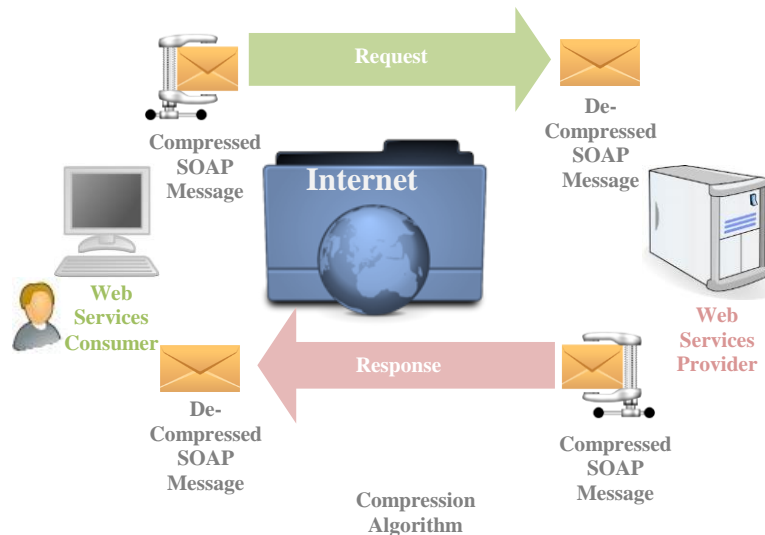 Request
Compressed
SOAP
Message
De-
Compressed
SOAP
Message
Internet
Web
Services
Consumer
Web
Services
Provider
Response
De-
Compressed
SOAP
Message
Compressed
SOAP
Message
Compression
Algorithm